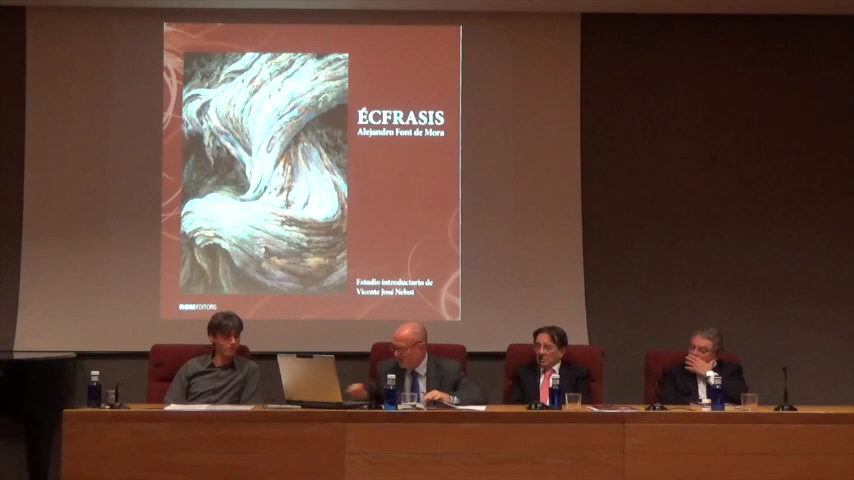 ÉCFRASIS
Alejandro Font de Mora
Estudio introductorio de
Vicente José Nebot
EDITORS